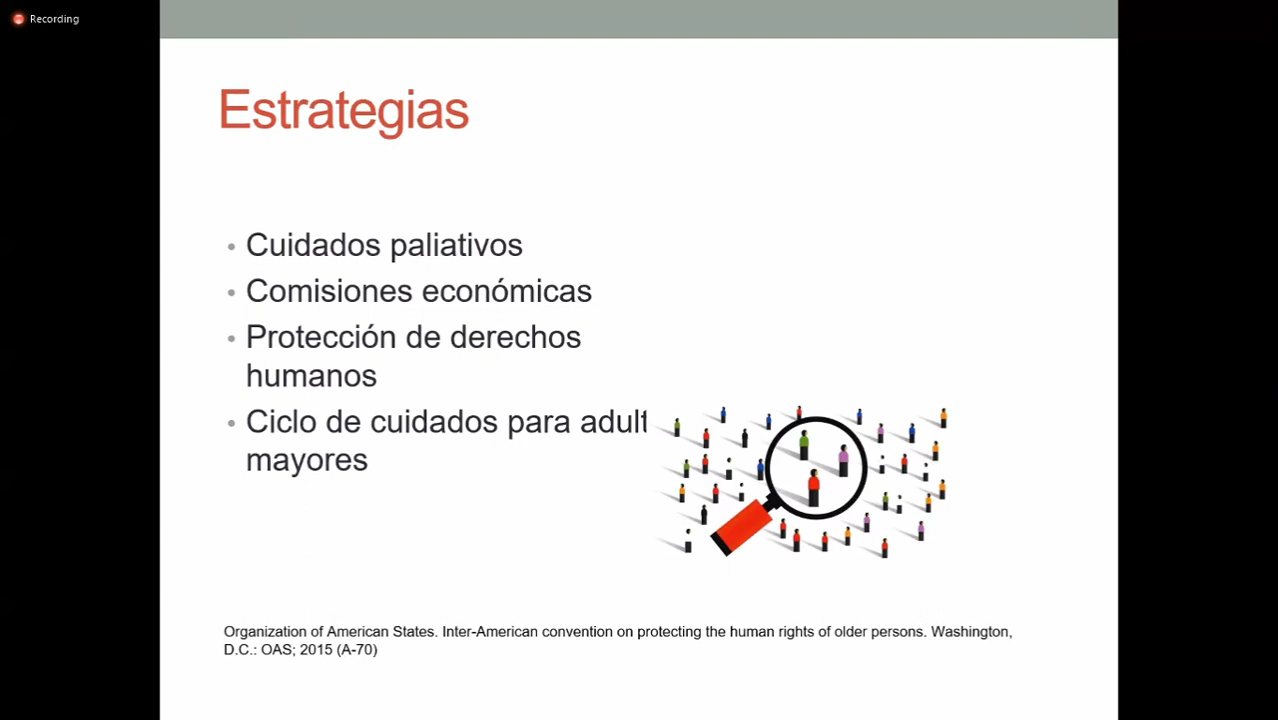 Recording
Estrategias
• Cuidados paliativos
• Comisiones económicas
• Protección de derechos
humanos
• Ciclo de cuidados para adult
mayores
Organization of American States. Inter-American convention on protecting the human rights of older persons. Washington,
D.C.: OAS; 2015 (A-70)